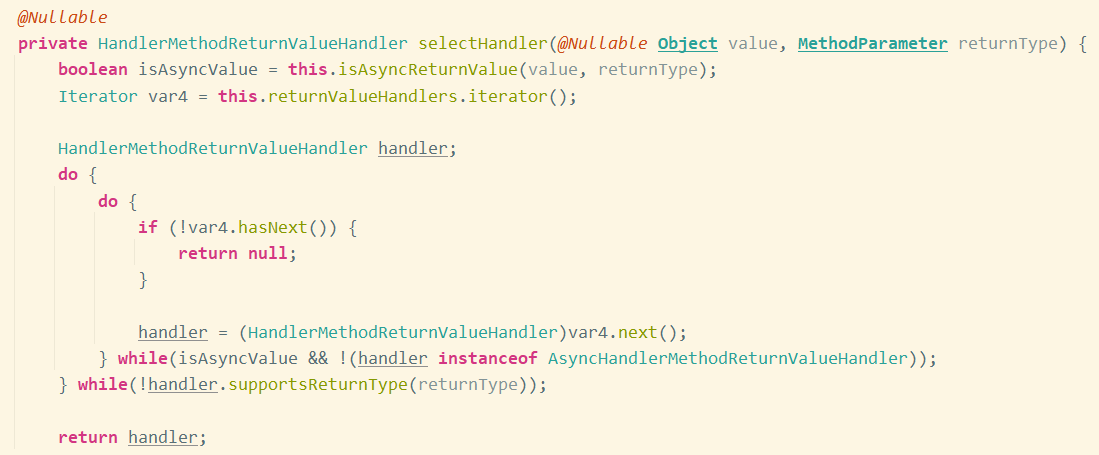 @Nullable
private HandlerMethodReturnValueHandler selectHandler(@Nullable Object value, MethodParameter returnType) {
    boolean isAsyncValue = this.isAsyncReturnValue(value, returnType);
    Iterator var4 = this.returnValueHandlers.iterator();

    HandlerMethodReturnValueHandler handler;
    do {
        do {
            if (!var4.hasNext()) {
                return null;
            }

            handler = (HandlerMethodReturnValueHandler)var4.next();
        } while(isAsyncValue && !(handler instanceof AsyncHandlerMethodReturnValueHandler));
    } while(!handler.supportsReturnType(returnType));

    return handler;